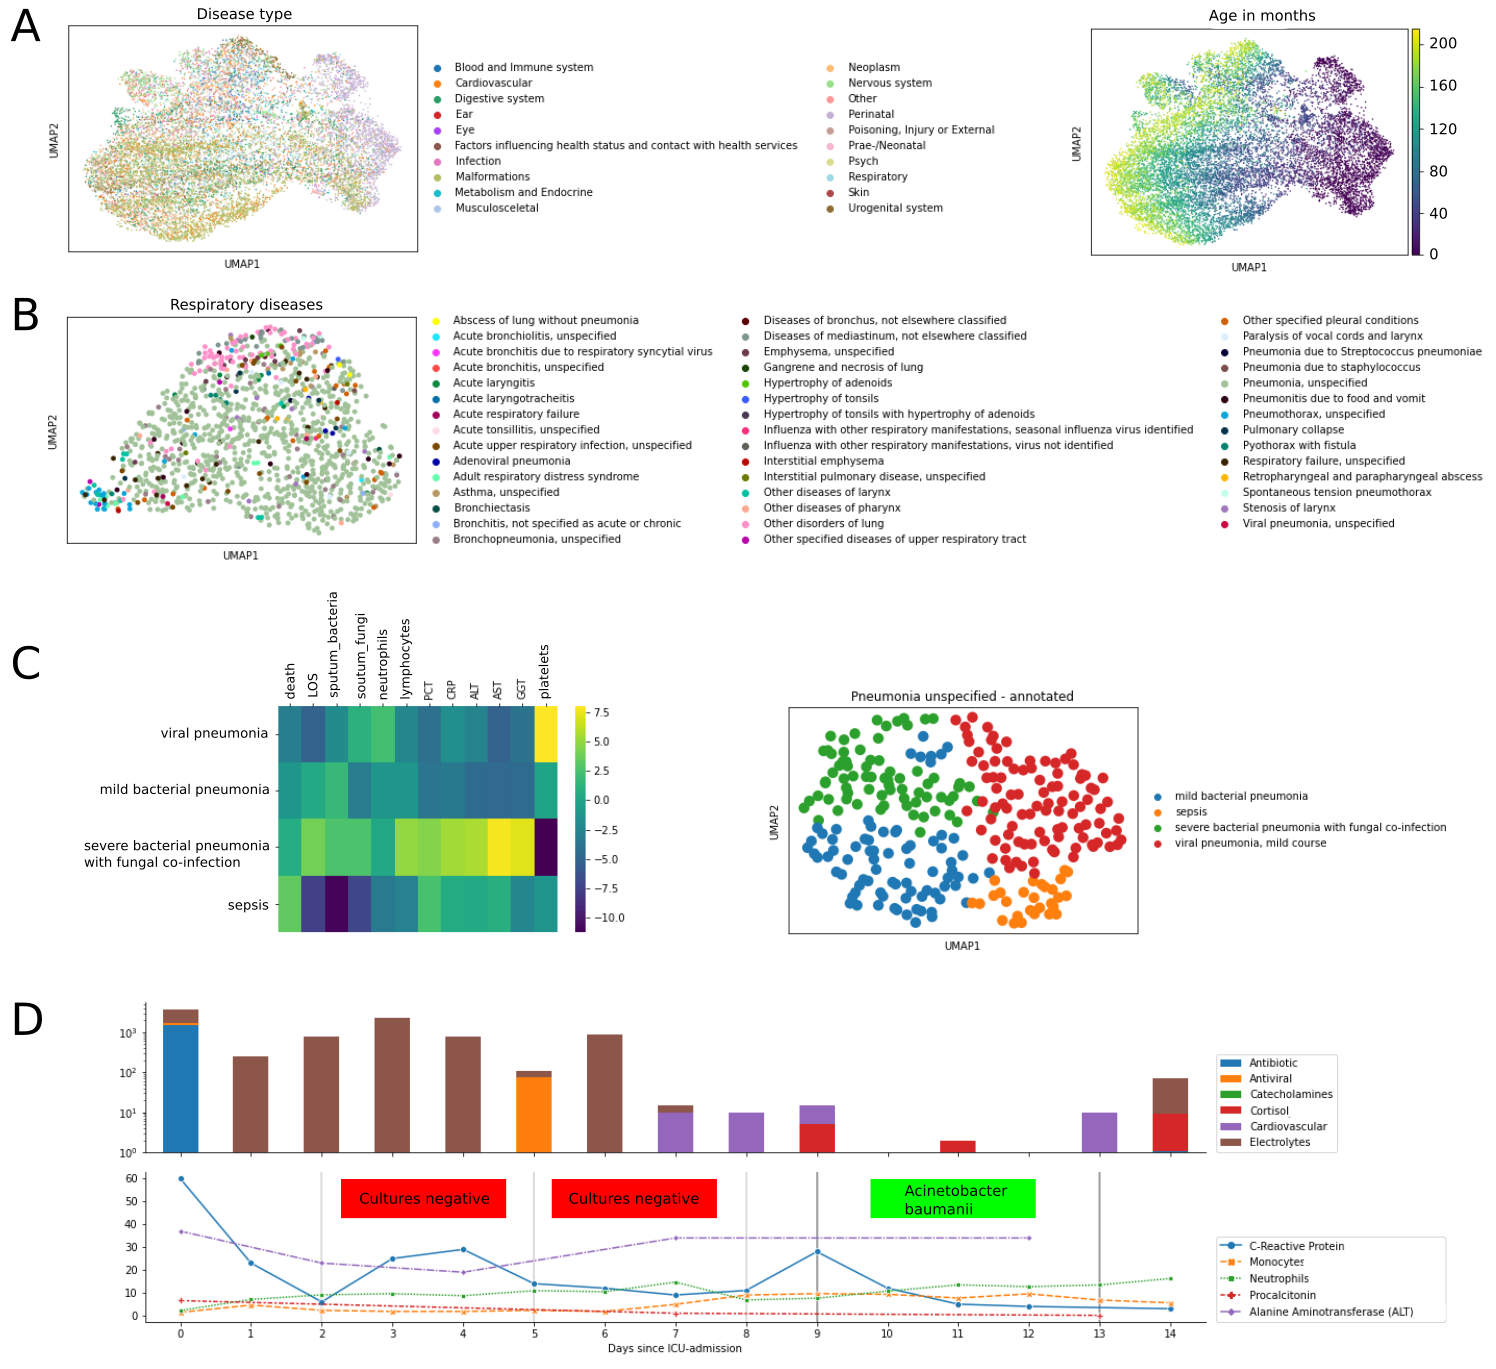 A
Disease type
UMAP2
UMAP1
Blood and Immune system
Cardiovascular
Digestive system
Ear
Eye
Factors influencing health status and contact with health services
Infection
Malformations
Metabolism and Endocrine
Musculosceletal
Neoplasm
Nervous system
Other
Perinatal
Poisoning, Injury or External
Prae-/Neonatal
Psych
Respiratory
Skin
Urogenital system
Age in months
UMAP2
UMAP1
200
160
120
80
40
0
B
Respiratory diseases
UMAP2
UMAP1
Abscess of lung without pneumonia
Acute bronchiolitis, unspecified
Acute bronchitis due to respiratory syncytial virus
Acute bronchitis, unspecified
Acute laryngitis
Acute laryngotracheitis
Acute respiratory failure
Acute tonsillitis, unspecified
Acute upper respiratory infection, unspecified
Adenoviral pneumonia
Adult respiratory distress syndrome
Asthma, unspecified
Bronchiectasis
Bronchitis, not specified as acute or chronic
Bronchopneumonia, unspecified
Diseases of bronchus, not elsewhere classified
Diseases of mediastinum, not elsewhere classified
Emphysema, unspecified
Gangrene and necrosis of lung
Hypertrophy of adenoids
Hypertrophy of tonsils
Hypertrophy of tonsils with hypertrophy of adenoids
Influenza with other respiratory manifestations, seasonal influenza virus identified
Influenza with other respiratory manifestations, virus not identified
Interstitial emphysema
Interstitial pulmonary disease, unspecified
Other diseases of larynx
Other diseases of pharynx
Other disorders of lung
Other specified diseases of upper respiratory tract
Other specified pleural conditions
Paralysis of vocal cords and larynx
Pneumonia due to Streptococcus pneumoniae
Pneumonia due to staphylococcus
Pneumonia, unspecified
Pneumonitis due to food and vomit
Pneumothorax, unspecified
Pulmonary collapse
Pyothorax with fistula
Respiratory failure, unspecified
Retropharyngeal and parapharyngeal abscess
Spontaneous tension pneumothorax
Stenosis of larynx
Viral pneumonia, unspecified
C
death
LOS
sputum_bacteria
soutum_fungi
neutrophils
lymphocytes
PCT
CRP
ALT
AST
GGT
platelets
viral pneumonia
mild bacterial pneumonia
severe bacterial pneumonia
with fungal co-infection
sepsis
7.5
5.0
2.5
0.0
−2.5
−5.0
−7.5
−10.0
Pneumonia unspecified - annotated
UMAP2
UMAP1
mild bacterial pneumonia
sepsis
severe bacterial pneumonia with fungal co-infection
viral pneumonia, mild course
D
10³
10²
10¹
10⁰
Antibiotic
Antiviral
Catecholamines
Cortisol
Cardiovascular
Electrolytes
60
50
40
30
20
10
0
Cultures negative
Cultures negative
Acinetobacter
baumanii
0 1 2 3 4 5 6 7 8 9 10 11 12 13 14
Days since ICU-admission
C-Reactive Protein
Monocytes
Neutrophils
Procalcitonin
Alanine Aminotransferase (ALT)